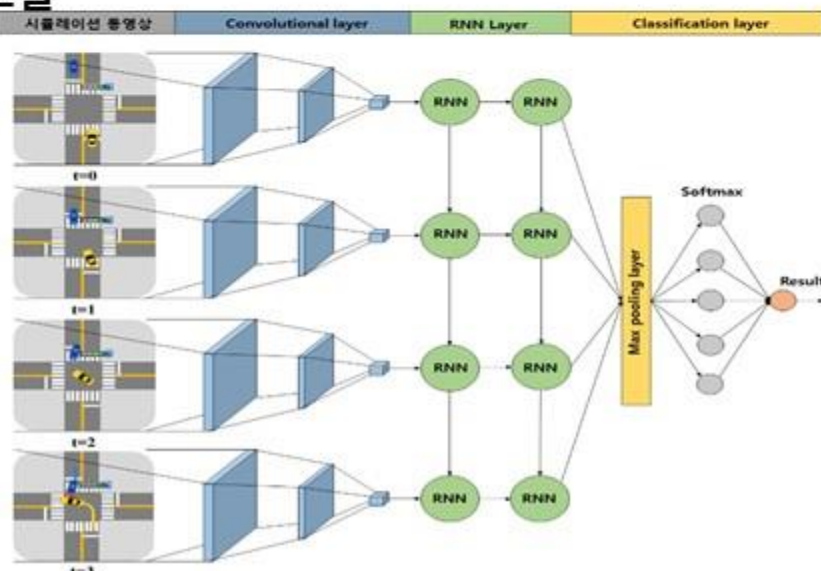 시뮬레이션 동영상
Convolutional layer
RNN Layer
Classification layer
RNN
RNN
t=0
Softmax
RNN
RNN
Max pooling layer
Result
t=1
RNN
RNN
t=2
RNN
RNN
t=3